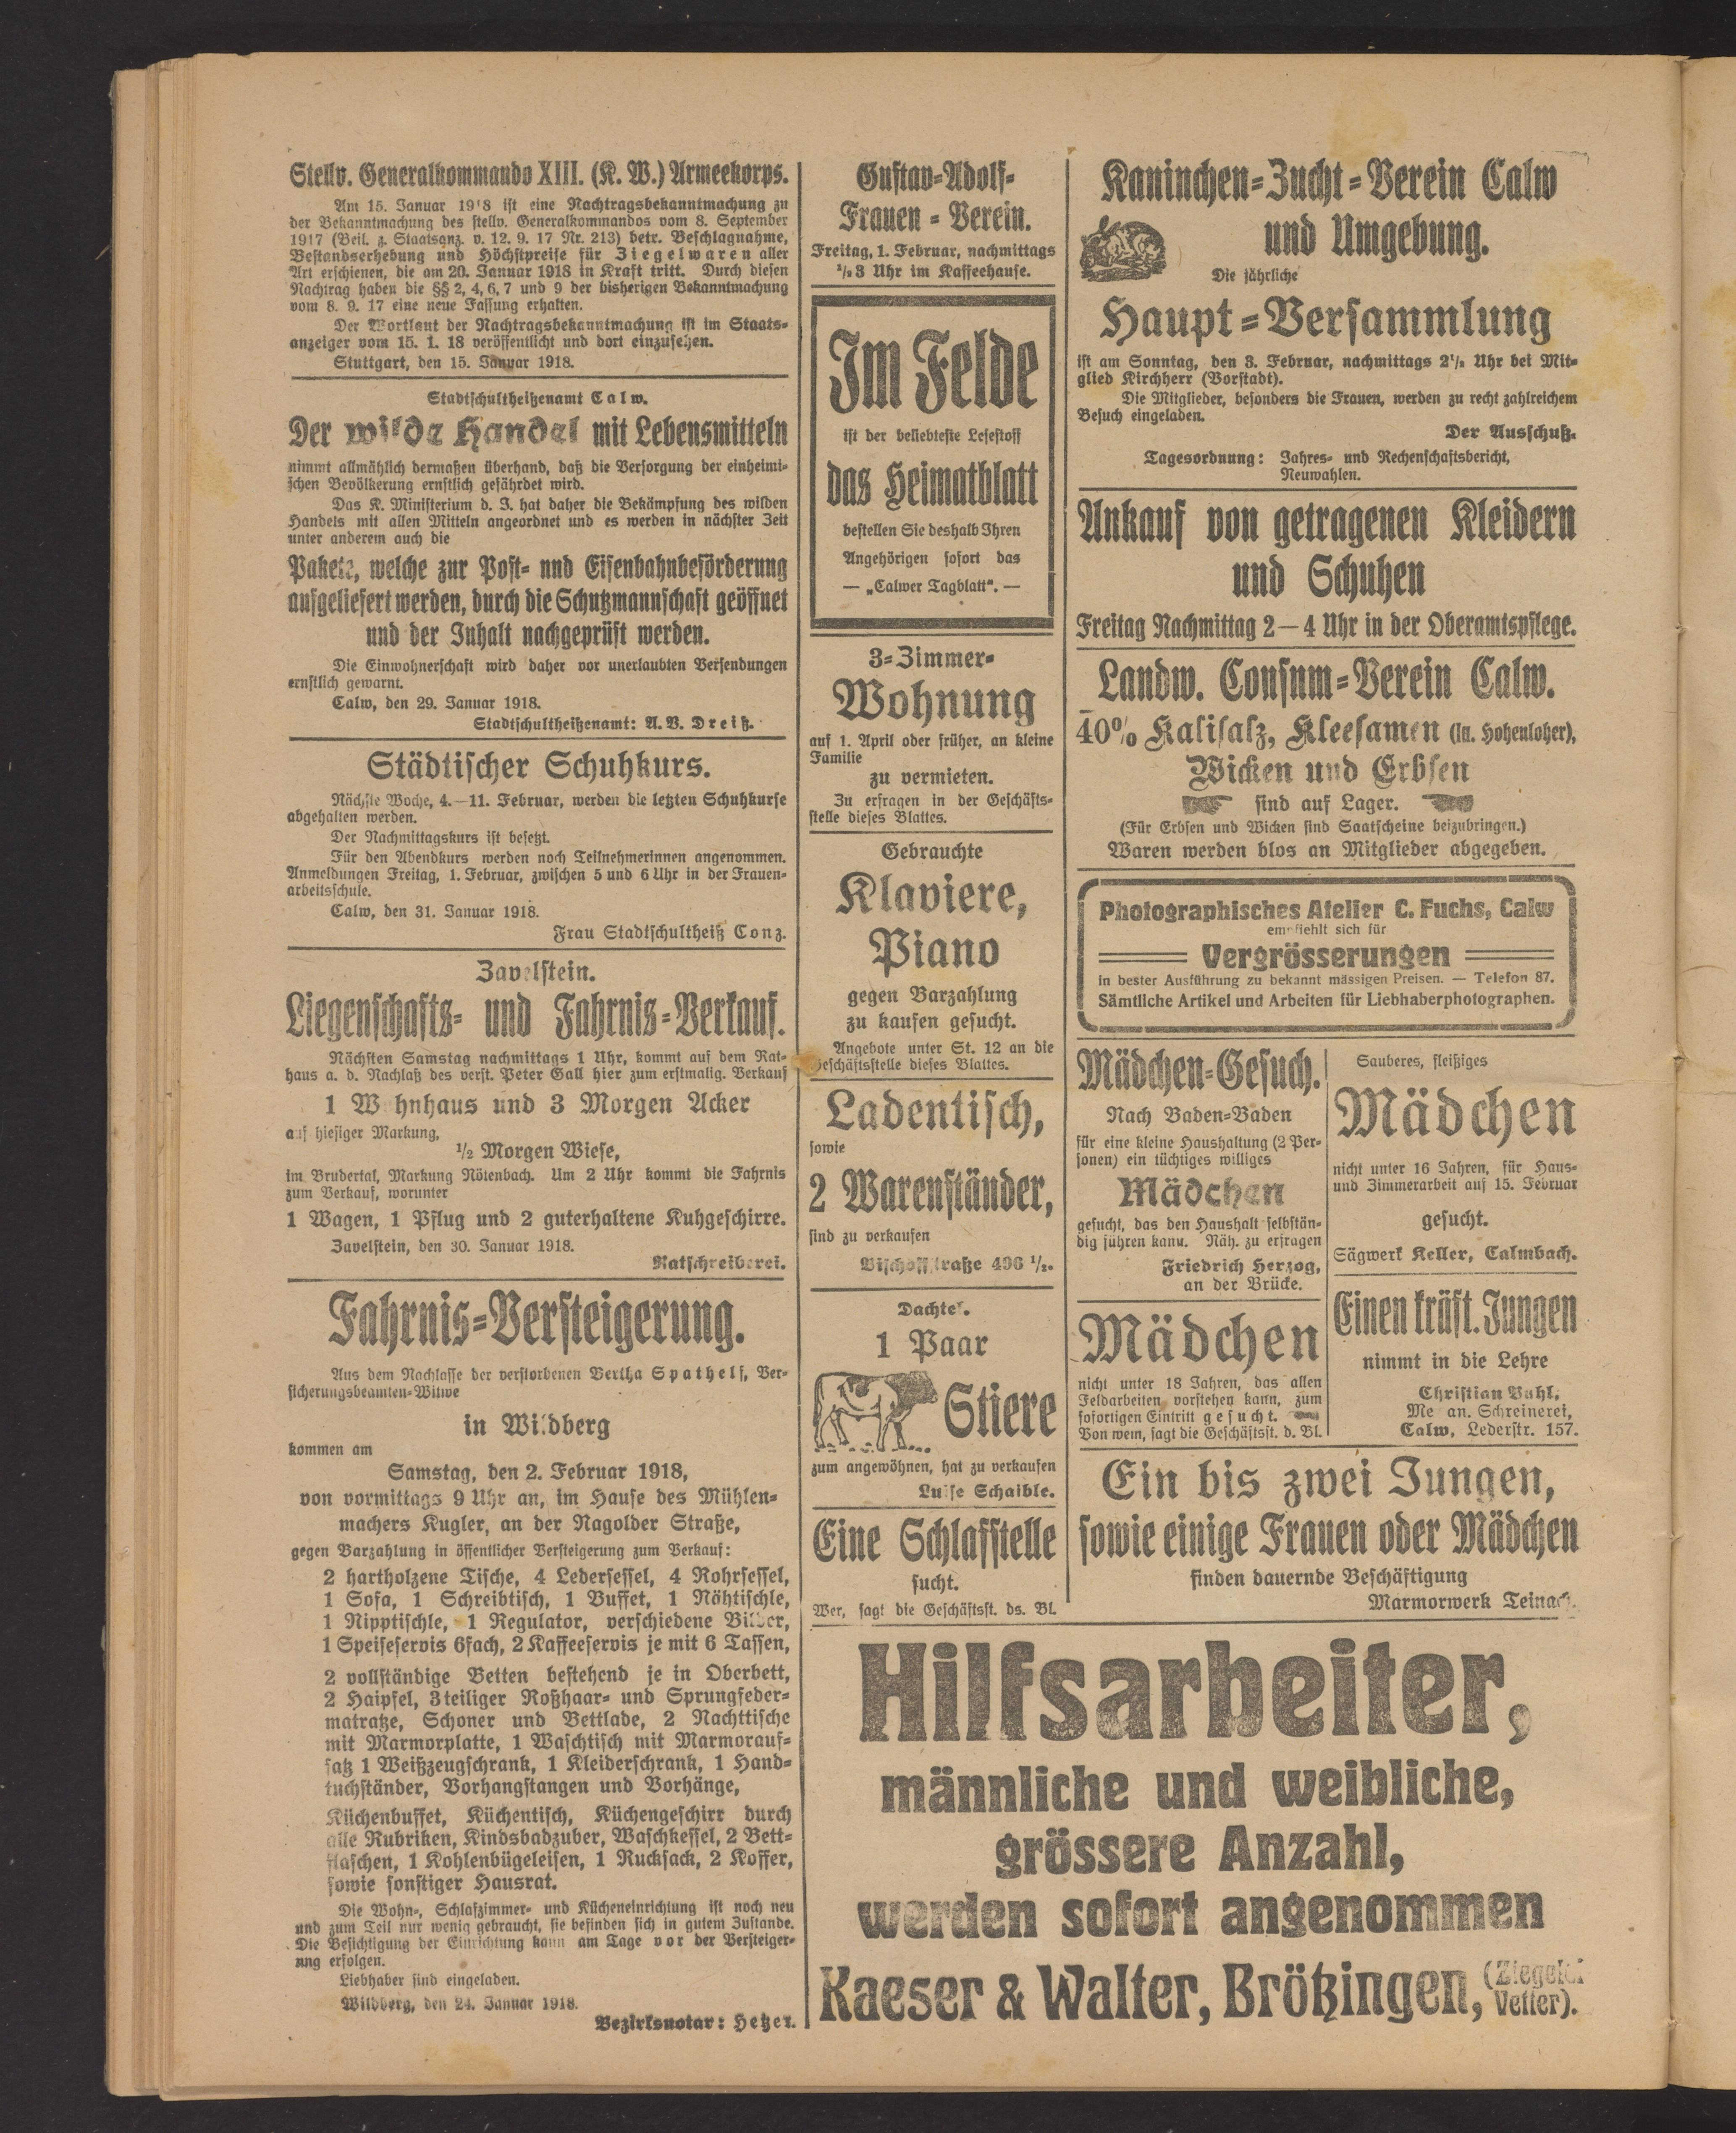 Stellv. Generalkommando XIII. (K. W.) Armeekorps.
Am 15. Januar 1918 ist eine Nachtragsbekanntmachung zu
der Bekanntmachung des stellv. Generalkommandos vom 8. September
1917 (Beil. z. Staatsanz. v. 12. 9. 17 Nr. 213) betr. Beschlagnahme,
Bestandserhebung und Höchstpreise für Ziegelwaren aller
Art erschienen, die am 20. Januar 1918 in Kraft tritt. Durch diesen
Nachtrag haben die §§ 2, 4, 6, 7 und 9 der bisherigen Bekanntmachung
vom 8. 9. 17 eine neue Fassung erhalten.
Der Wortlaut der Nachtragsbekanntmachung ist im Staats-
anzeiger vom 15. 1. 18 veröffentlicht und dort einzusehen.
Stuttgart, den 15. Januar 1918.
Stadtschultheißenamt Calw.
Der wilde Handel mit Lebensmitteln
nimmt allmählich dermaßen überhand, daß die Versorgung der einheimi-
schen Bevölkerung ernstlich gefährdet wird.
Das K. Ministerium d. J. hat daher die Bekämpfung des wilden
Handels mit allen Mitteln angeordnet und es werden in nächster Zeit
unter anderem auch die
Pakete, welche zur Post- und Eisenbahnbeförderung
aufgeliefert werden, durch die Schutzmannschaft geöffnet
und der Inhalt nachgeprüft werden.
Die Einwohnerschaft wird daher vor unerlaubten Versendungen
ernstlich gewarnt.
Calw, den 29. Januar 1918.
Stadtschultheißenamt: A. V. Dreiß.
Städtischer Schuhkurs.
Nächste Woche, 4.—11. Februar, werden die letzten Schuhkurse
abgehalten werden.
Der Nachmittagskurs ist besetzt.
Für den Abendkurs werden noch Teilnehmerinnen angenommen.
Anmeldungen Freitag, 1. Februar, zwischen 5 und 6 Uhr in der Frauen-
arbeitsschule.
Calw, den 31. Januar 1918.
Frau Stadtschultheiß Conz.
Zavelstein.
Liegenschafts- und Fahrnis-Verkauf.
Nächsten Samstag nachmittags 1 Uhr, kommt auf dem Rat-
haus a. d. Nachlaß des verst. Peter Gall hier zum erstmalig. Verkauf
1 Wohnhaus und 3 Morgen Acker
auf hiesiger Markung,
1/2 Morgen Wiese,
im Brudertal, Markung Rötenbach. Um 2 Uhr kommt die Fahrnis
zum Verkauf, worunter
1 Wagen, 1 Pflug und 2 guterhaltene Kuhgeschirre.
Zavelstein, den 30. Januar 1918.
Ratschreiberei.
Fahrnis-Versteigerung.
Aus dem Nachlasse der verstorbenen Bertha Spathelf, Ver-
sicherungsbeamten-Witwe
in Wildberg
kommen am
Samstag, den 2. Februar 1918,
von vormittags 9 Uhr an, im Hause des Mühlen-
machers Kugler, an der Nagolder Straße,
gegen Barzahlung in öffentlicher Versteigerung zum Verkauf:
2 hartholzene Tische, 4 Ledersessel, 4 Rohrsessel,
1 Sofa, 1 Schreibtisch, 1 Buffet, 1 Nähtischle,
1 Nipptischle, 1 Regulator, verschiedene Bilder,
1 Speiseservis 6fach, 2 Kaffeeservis je mit 6 Tassen,
2 vollständige Betten bestehend je in Oberbett,
2 Haipfel, 3teiliger Roßhaar- und Sprungfeder-
matratze, Schoner und Bettlade, 2 Nachttische
mit Marmorplatte, 1 Waschtisch mit Marmorauf-
satz 1 Weißzeugschrank, 1 Kleiderschrank, 1 Hand-
tuchständer, Vorhangstangen und Vorhänge,
Küchenbuffet, Küchentisch, Küchengeschirr durch
alle Rubriken, Kindsbadzuber, Waschkessel, 2 Bett-
flaschen, 1 Kohlenbügeleisen, 1 Rucksack, 2 Koffer,
sowie sonstiger Hausrat.
Die Wohn-, Schlafzimmer- und Kücheneinrichtung ist noch neu
und zum Teil nur wenig gebraucht, sie befinden sich in gutem Zustande.
Die Besichtigung der Einrichtung kann am Tage vor der Versteiger-
ung erfolgen.
Liebhaber sind eingeladen.
Wildberg, den 24. Januar 1918.
Bezirksnotar: Hetzer.
Gustav-Adolf-
Frauen-Verein.
Freitag, 1. Februar, nachmittags
1/2 3 Uhr im Kaffeehause.
Im Felde
ist der beliebteste Lesestoff
das Heimatblatt
bestellen Sie deshalb Ihren
Angehörigen sofort das
— „Calwer Tagblatt“. —
3-Zimmer-
Wohnung
auf 1. April oder früher, an kleine
Familie
zu vermieten.
Zu erfragen in der Geschäfts-
stelle dieses Blattes.
Gebrauchte
Klaviere,
Piano
gegen Barzahlung
zu kaufen gesucht.
Angebote unter St. 12 an die
Geschäftsstelle dieses Blattes.
Ladentisch,
sowie
2 Warenständer,
sind zu verkaufen
Bischofstraße 496 1/2.
Dachtel.
1 Paar
Stiere
zum angewöhnen, hat zu verkaufen
Luise Schaible.
Eine Schlafstelle
sucht.
Wer, sagt die Geschäftsst. ds. Bl.
Kaninchen-Zucht-Verein Calw
und Umgebung.
Die jährliche
Haupt-Versammlung
ist am Sonntag, den 3. Februar, nachmittags 2 1/2 Uhr bei Mit-
glied Kirchherr (Vorstadt).
Die Mitglieder, besonders die Frauen, werden zu recht zahlreichem
Besuch eingeladen.
Der Ausschuß.
Tagesordnung: Jahres- und Rechenschaftsbericht,
Neuwahlen.
Ankauf von getragenen Kleidern
und Schuhen
Freitag Nachmittag 2—4 Uhr in der Oberamtspflege.
Landw. Consum-Verein Calw.
40% Kalisalz, Kleesamen (la. Hohenloher),
Wicken und Erbsen
sind auf Lager.
(Für Erbsen und Wicken sind Saatscheine beizubringen.)
Waren werden blos an Mitglieder abgegeben.
Photographisches Atelier C. Fuchs, Calw
empfiehlt sich für
Vergrösserungen
in bester Ausführung zu bekannt mässigen Preisen. — Telefon 87.
Sämtliche Artikel und Arbeiten für Liebhaberphotographen.
Mädchen-Gesuch.
Nach Baden-Baden
für eine kleine Haushaltung (2 Per-
sonen) ein tüchtiges williges
Mädchen
gesucht, das den Haushalt selbstän-
dig führen kann. Näh. zu erfragen
Friedrich Herzog,
an der Brücke.
Mädchen
nicht unter 18 Jahren, das allen
Feldarbeiten vorstehen kann, zum
sofortigen Eintritt gesucht.
Von wem, sagt die Geschäftsst. d. Bl.
Sauberes, fleißiges
Mädchen
nicht unter 16 Jahren, für Haus-
und Zimmerarbeit auf 15. Februar
gesucht.
Sägwerk Keller, Calmbach.
Einen kräft. Jungen
nimmt in die Lehre
Christian
an. Schreinerei,
Calw, Lederstr. 157.
Ein bis zwei Jungen,
sowie einige Frauen oder Mädchen
finden dauernde Beschäftigung
Marmorwerk Teinach.
Hilfsarbeiter,
männliche und weibliche,
grössere Anzahl,
werden sofort angenommen
Kaeser & Walter, Brötzingen, (Ziegelei
Vetter).